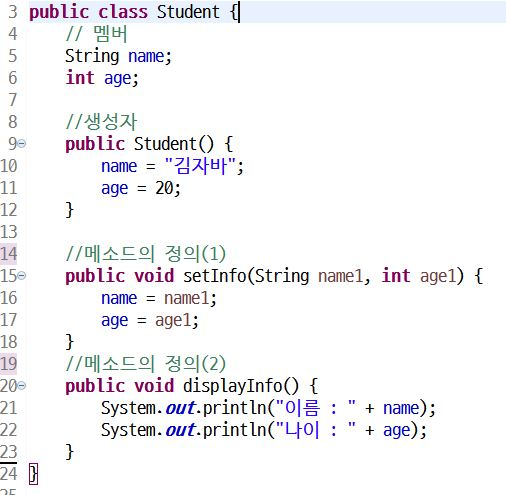 3 public class Student {
4     // 멤버
5     String name;
6     int age;
7
8     //생성자
9     public Student() {
10         name = "김자바";
11         age = 20;
12     }
13
14     //메소드의 정의(1)
15     public void setInfo(String name1, int age1) {
16         name = name1;
17         age = age1;
18     }
19     //메소드의 정의(2)
20     public void displayInfo() {
21         System.out.println("이름 : " + name);
22         System.out.println("나이 : " + age);
23     }
24 }
25